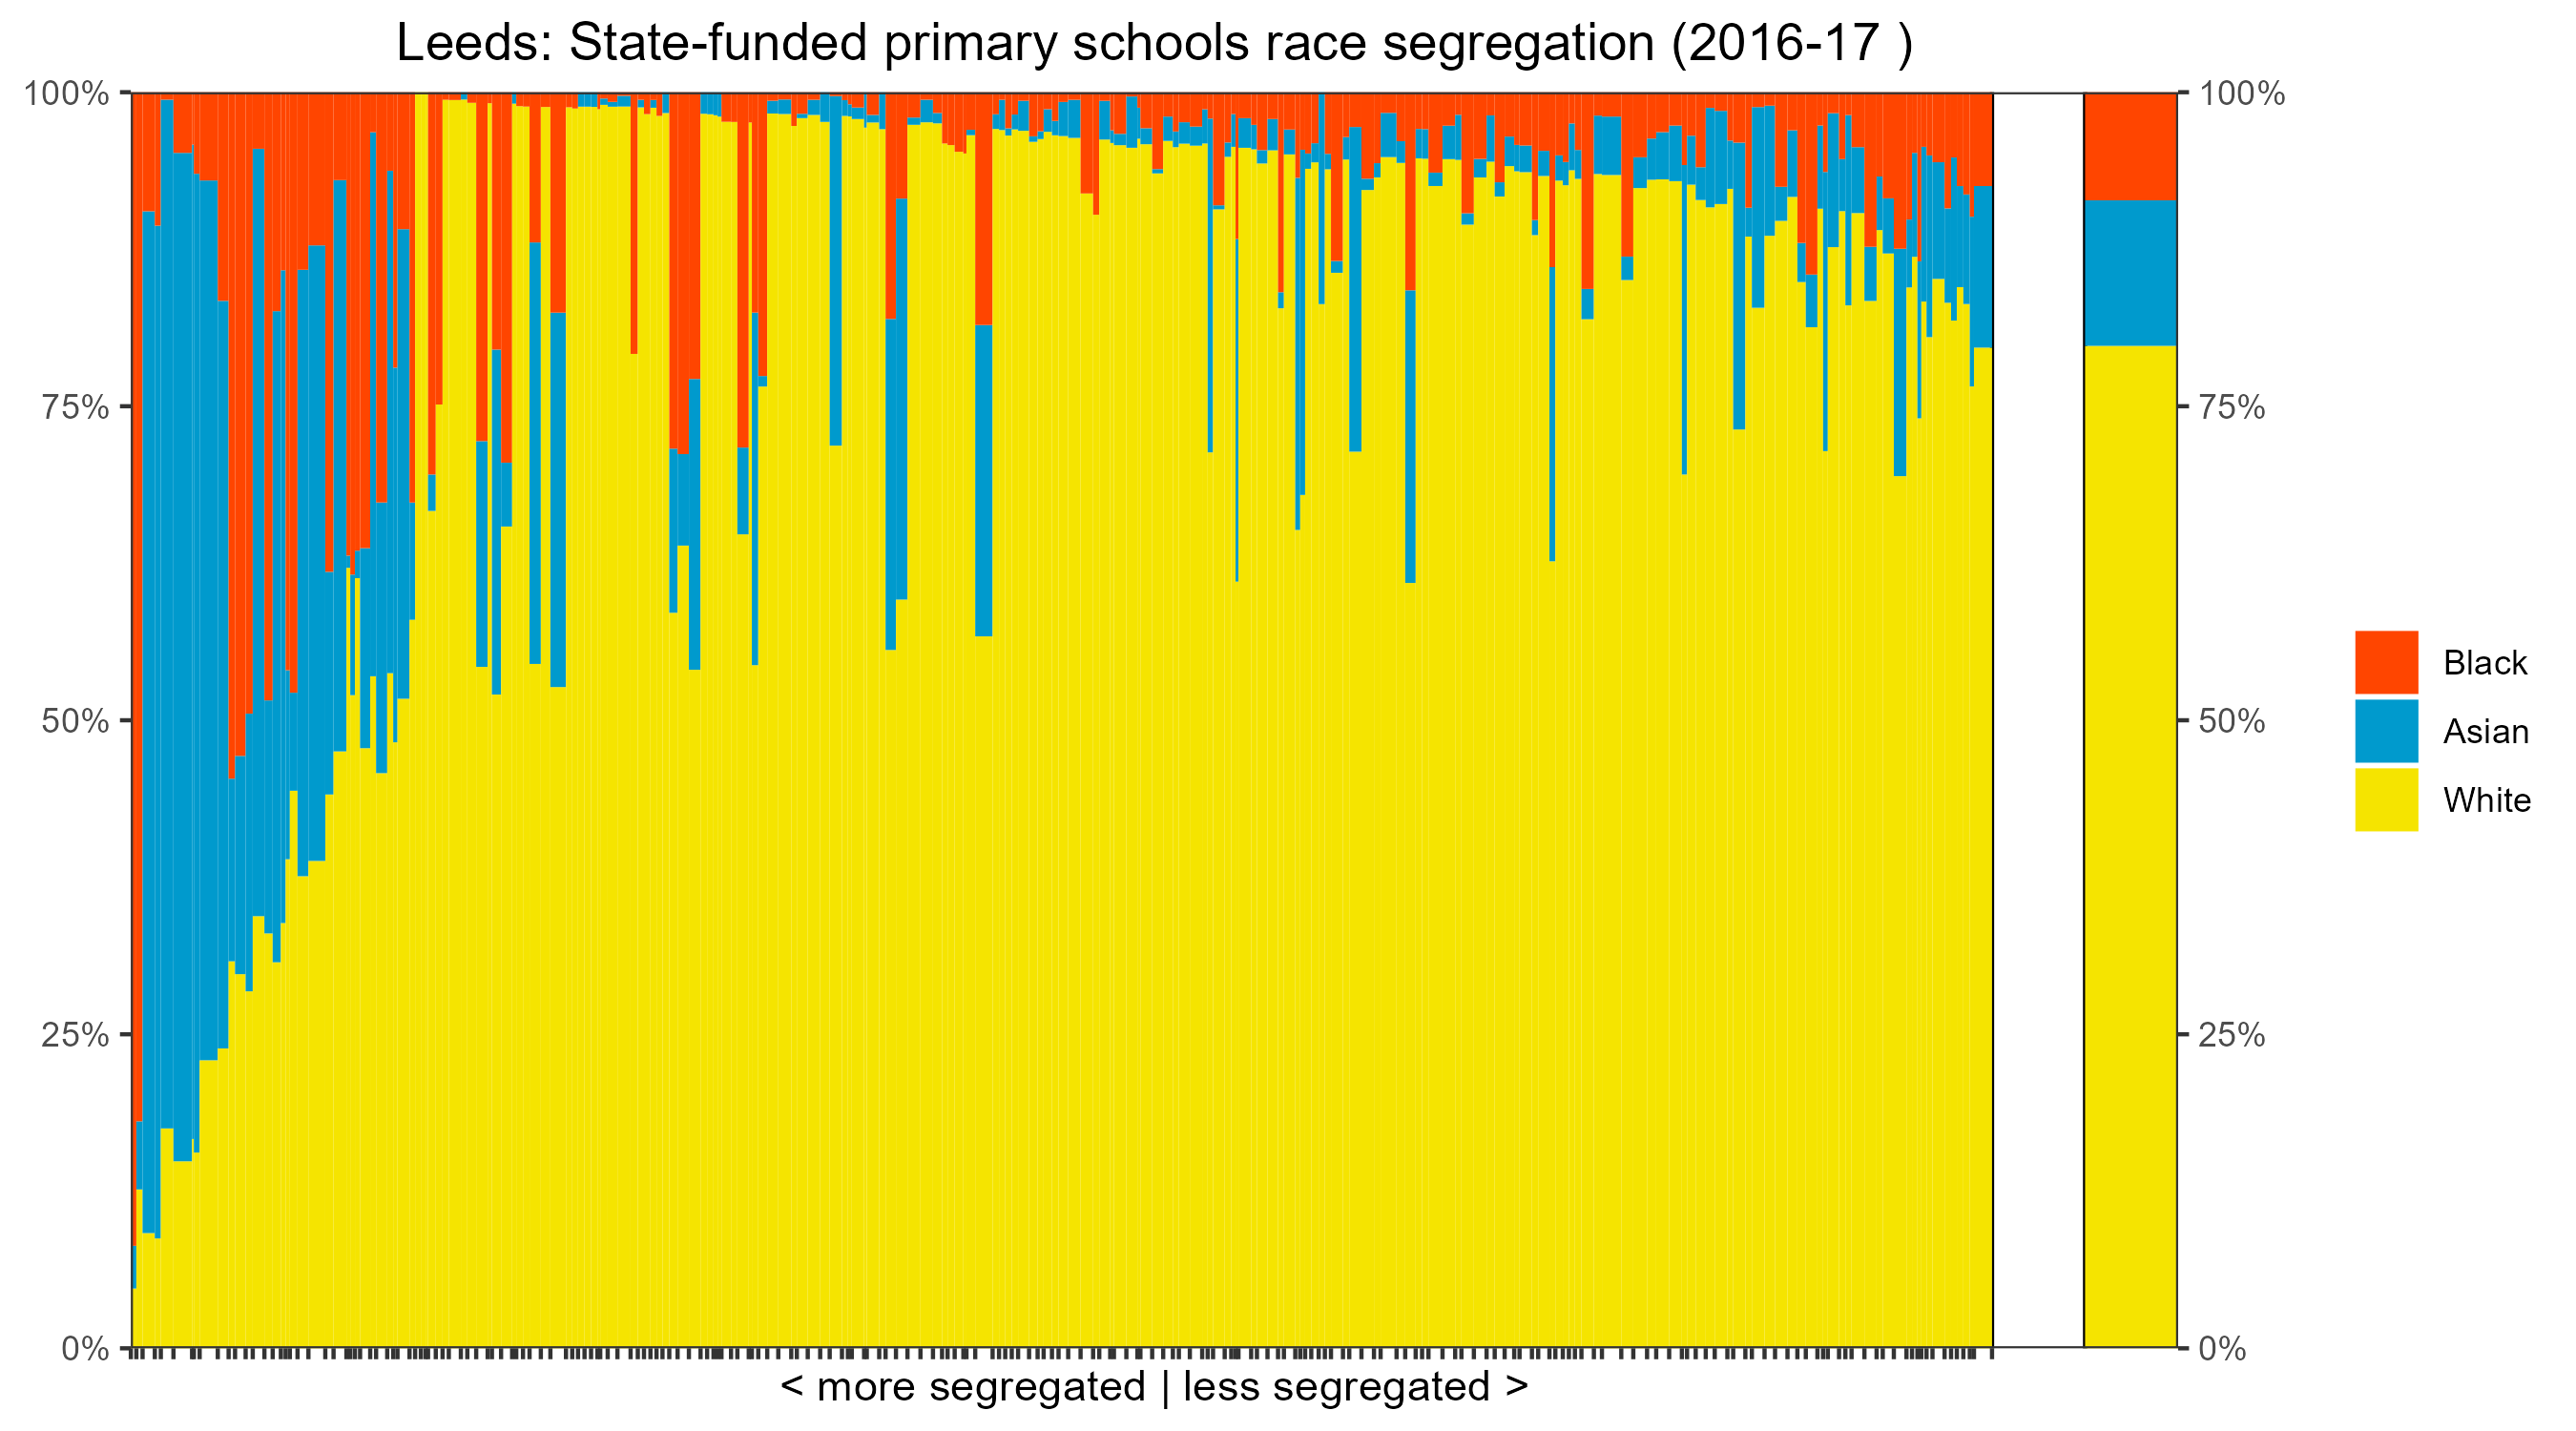 Leeds: State-funded primary schools race segregation (2016-17 )
100%
75%
50%
25%
0%
100%
75%
50%
25%
0%
Black
Asian
White
< more segregated | less segregated >